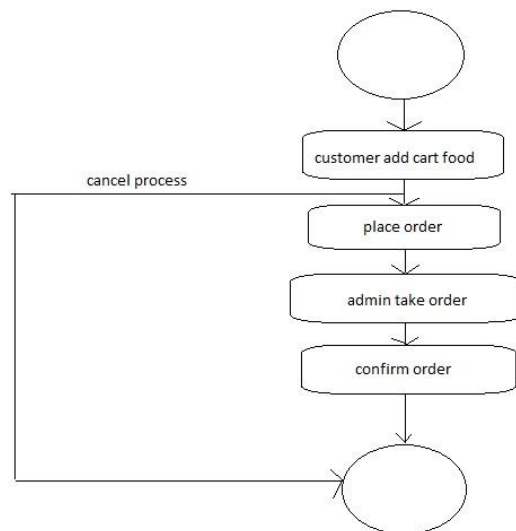 customer add cart food
cancel process
place order
admin take order
confirm order